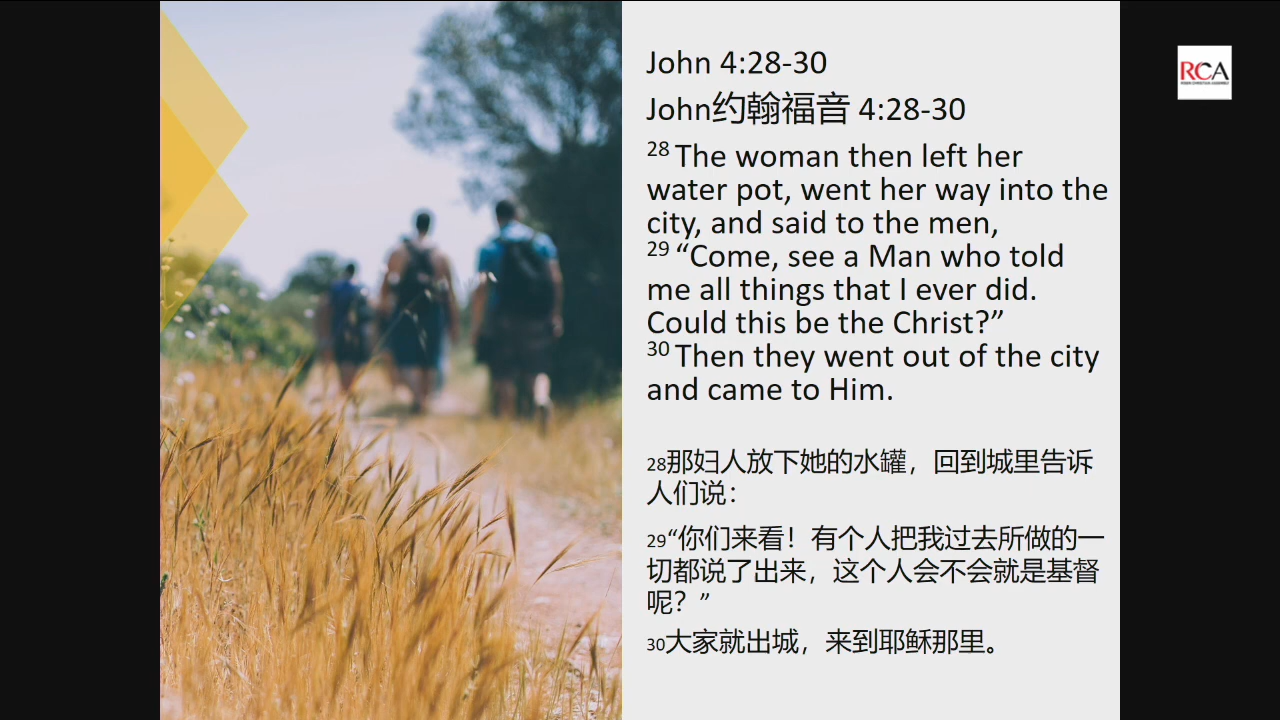 John 4:28-30
John约翰福音 4:28-30
28 The woman then left her
water pot, went her way into the
city, and said to the men,
29 “Come, see a Man who told
me all things that I ever did.
Could this be the Christ?”
30 Then they went out of the city
and came to Him.
28那妇人放下她的水罐，回到城里告诉
人们说：
29“你们来看！有个人把我过去所做的一
切都说了出来，这个人会不会就是基督
呢？”
30大家就出城，来到耶稣那里。
RCA